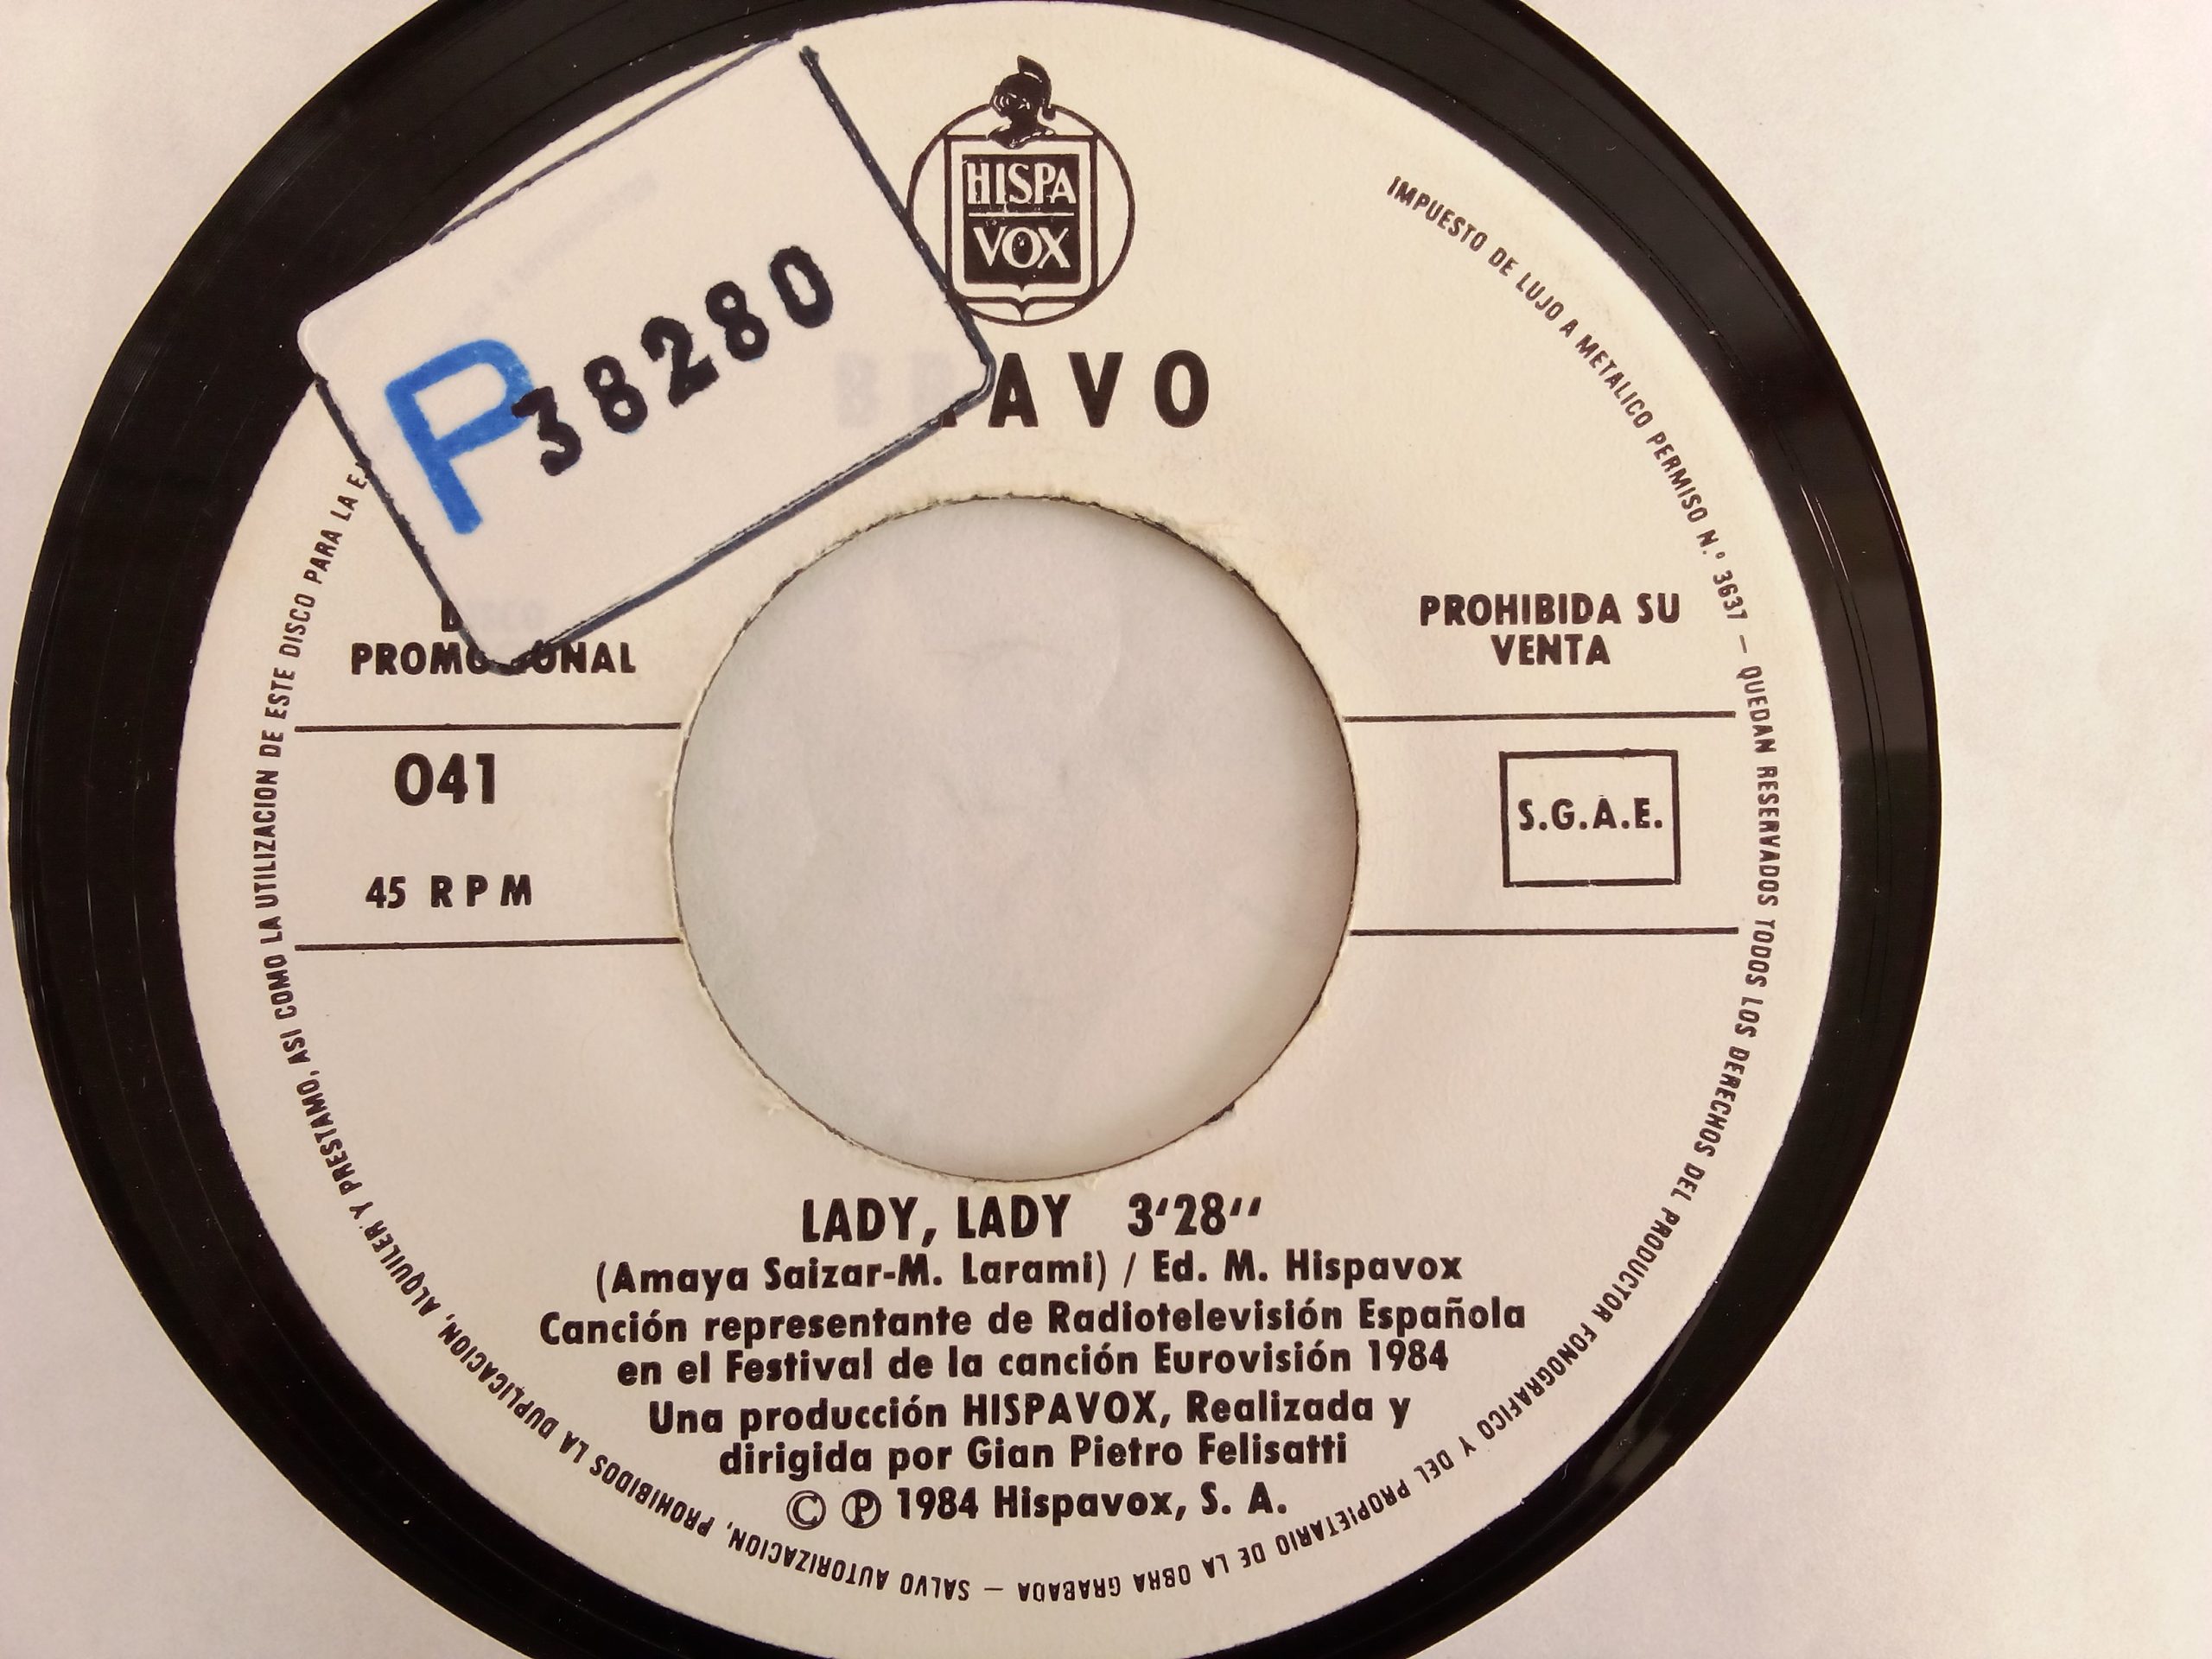 HISPA
VOX
P38280
AVO
PROMOCIONAL
PROHIBIDA SU
VENTA
041
45 RPM
S.G.A.E.
LADY, LADY 3'28''
(Amaya Saizar-M. Larami) / Ed. M. Hispavox
Canción representante de Radiotelevisión Española
en el Festival de la canción Eurovisión 1984
Una producción HISPAVOX, Realizada y
dirigida por Gian Pietro Felisatti
© ℗ 1984 Hispavox, S. A.
IMPUESTO DE LUJO A METALICO PERMISO N.º 3637 — QUEDAN RESERVADOS TODOS LOS DERECHOS DEL PRODUCTOR FONOGRAFICO Y DEL PROPIETARIO DE LA OBRA GRABADA — SALVO AUTORIZACION, PROHIBIDOS LA DUPLICACION, ALQUILER Y PRESTAMO, ASI COMO LA UTILIZACION DE ESTE DISCO PARA LA